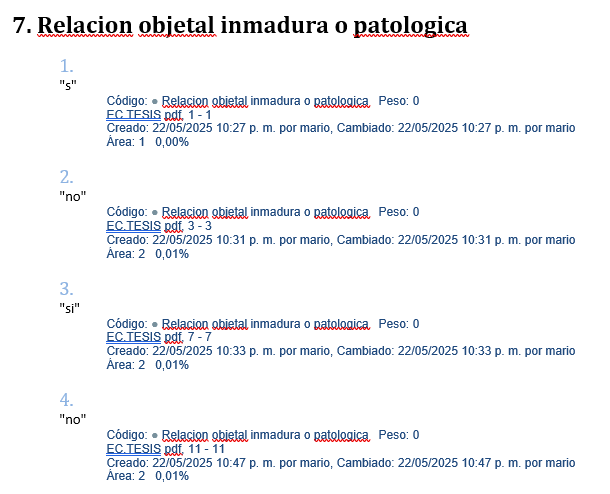 7. Relacion objetal inmadura o patologica
1.
"s"
Código: ● Relacion objetal inmadura o patologica Peso: 0
EC.TESIS pdf, 1 - 1
Creado: 22/05/2025 10:27 p. m. por mario, Cambiado: 22/05/2025 10:27 p. m. por mario
Área: 1 0,00%
2.
"no"
Código: ● Relacion objetal inmadura o patologica Peso: 0
EC.TESIS pdf, 3 - 3
Creado: 22/05/2025 10:31 p. m. por mario, Cambiado: 22/05/2025 10:31 p. m. por mario
Área: 2 0,01%
3.
"si"
Código: ● Relacion objetal inmadura o patologica Peso: 0
EC.TESIS pdf, 7 - 7
Creado: 22/05/2025 10:33 p. m. por mario, Cambiado: 22/05/2025 10:33 p. m. por mario
Área: 2 0,01%
4.
"no"
Código: ● Relacion objetal inmadura o patologica Peso: 0
EC.TESIS pdf, 11 - 11
Creado: 22/05/2025 10:47 p. m. por mario, Cambiado: 22/05/2025 10:47 p. m. por mario
Área: 2 0,01%